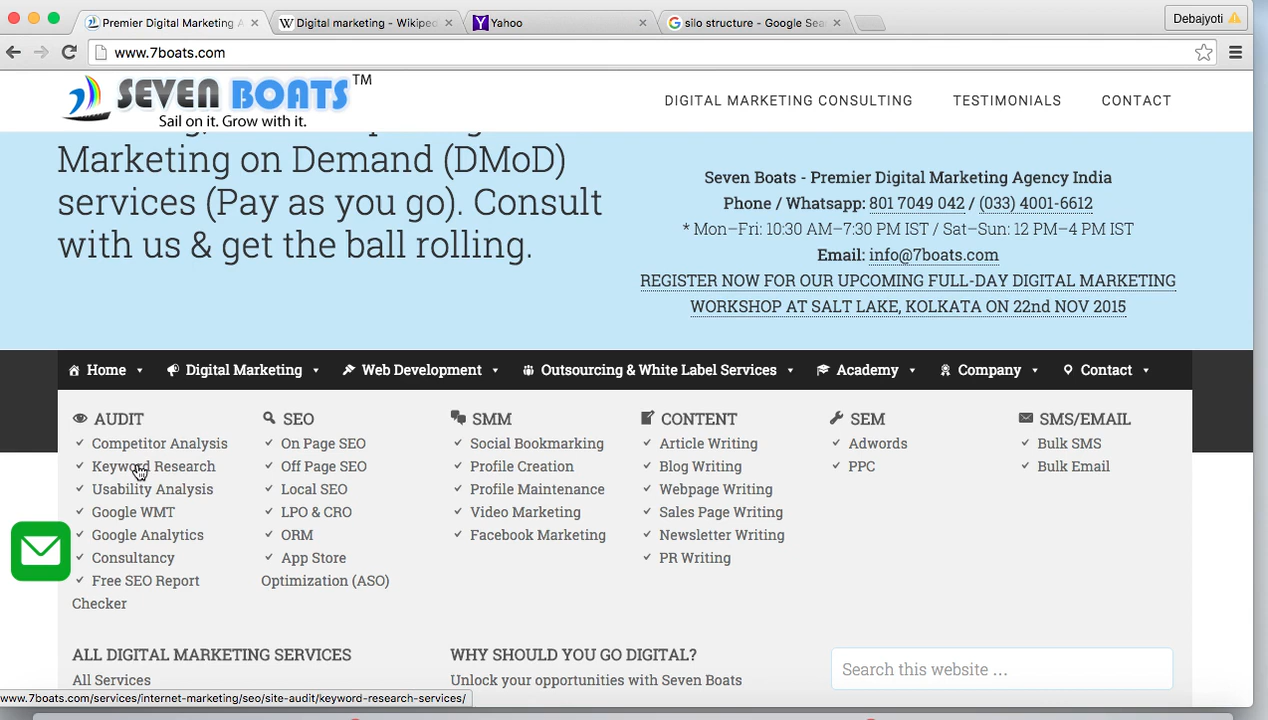 Premier Digital Marketing A
Digital marketing - Wikiped
Yahoo
silo structure - Google Sea
Debajyoti
www.7boats.com
SEVEN BOATS TM
Sail on it. Grow with it.
DIGITAL MARKETING CONSULTING
TESTIMONIALS
CONTACT
Marketing on Demand (DMoD)
services (Pay as you go). Consult
with us & get the ball rolling.
Seven Boats - Premier Digital Marketing Agency India
Phone / Whatsapp: 801 7049 042 / (033) 4001-6612
* Mon–Fri: 10:30 AM–7:30 PM IST / Sat–Sun: 12 PM–4 PM IST
Email: info@7boats.com
REGISTER NOW FOR OUR UPCOMING FULL-DAY DIGITAL MARKETING
WORKSHOP AT SALT LAKE, KOLKATA ON 22nd NOV 2015
Home
Digital Marketing
Web Development
Outsourcing & White Label Services
Academy
Company
Contact
AUDIT
Competitor Analysis
Keyword Research
Usability Analysis
Google WMT
Google Analytics
Consultancy
Free SEO Report
Checker
SEO
On Page SEO
Off Page SEO
Local SEO
LPO & CRO
ORM
App Store
Optimization (ASO)
SMM
Social Bookmarking
Profile Creation
Profile Maintenance
Video Marketing
Facebook Marketing
CONTENT
Article Writing
Blog Writing
Webpage Writing
Sales Page Writing
Newsletter Writing
PR Writing
SEM
Adwords
PPC
SMS/EMAIL
Bulk SMS
Bulk Email
ALL DIGITAL MARKETING SERVICES
All Services
WHY SHOULD YOU GO DIGITAL?
Unlock your opportunities with Seven Boats
Search this website …
www.7boats.com/services/internet-marketing/seo/site-audit/keyword-research-services/